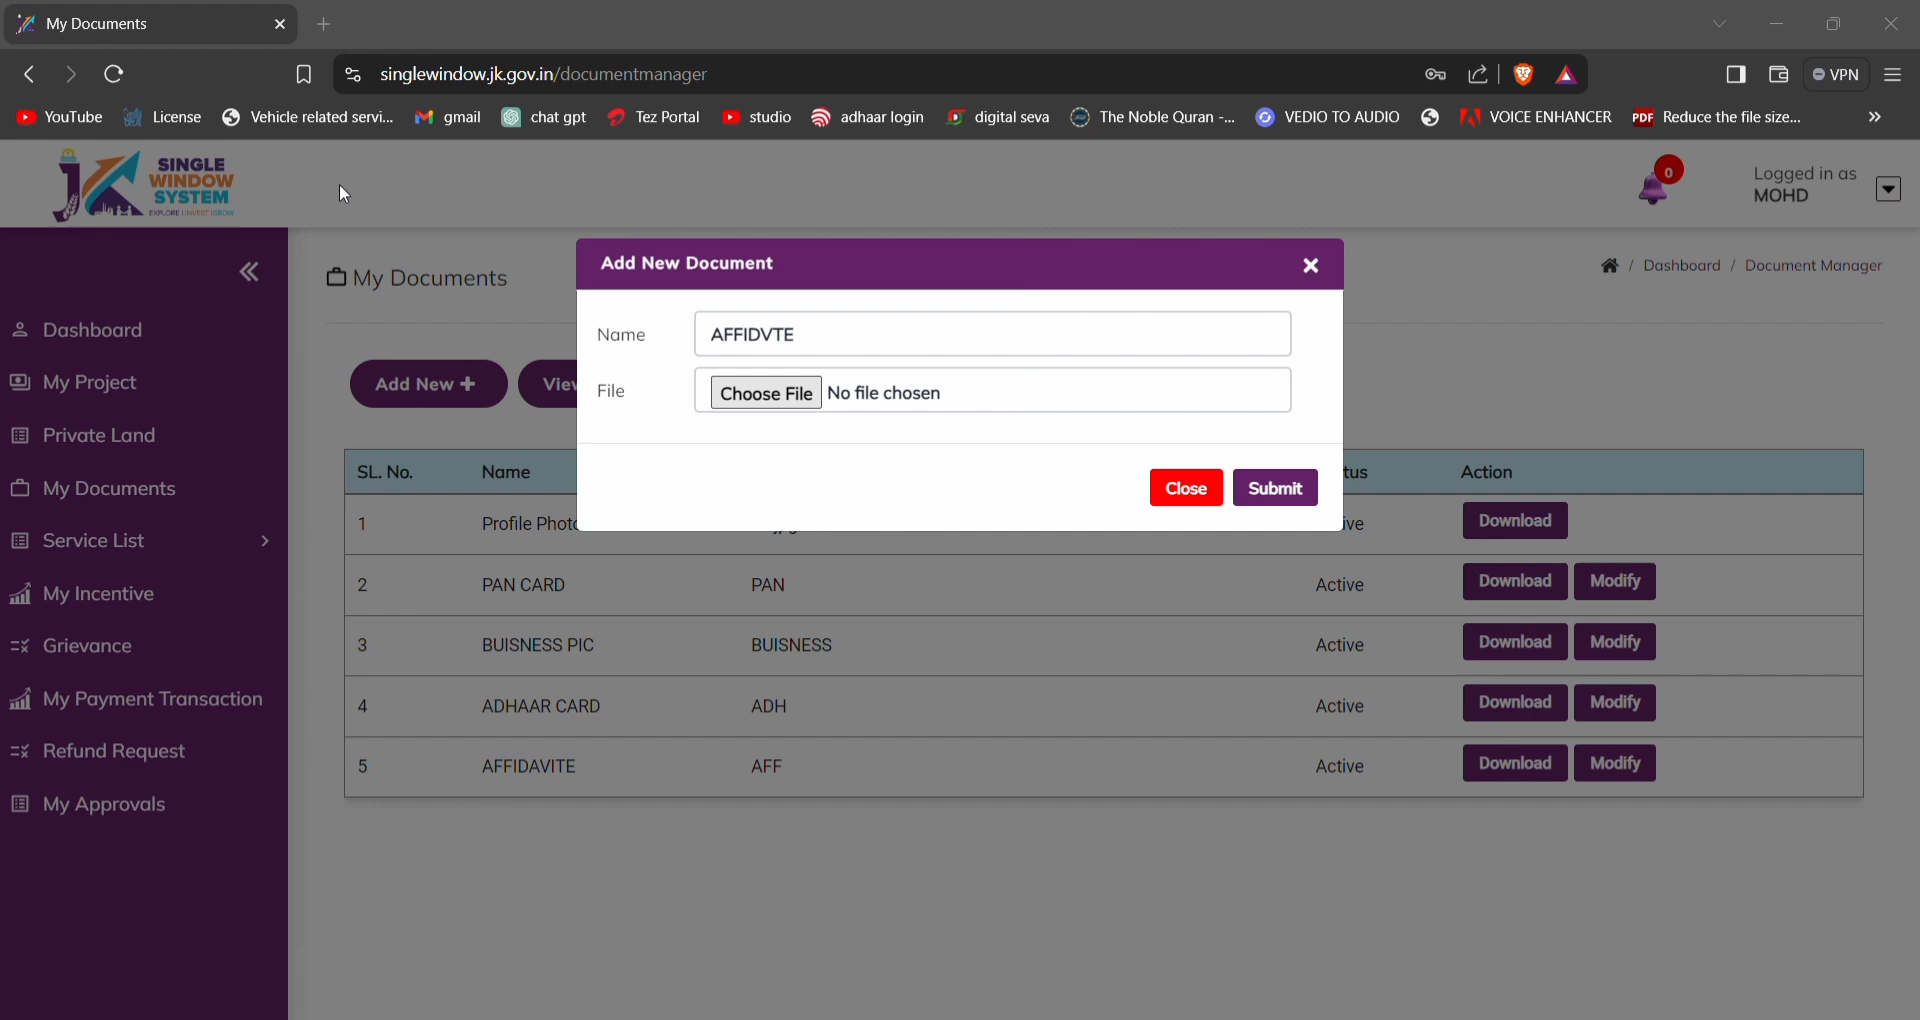 My Documents
singlewindow.jk.gov.in/documentmanager
VPN
YouTube License Vehicle related servi... gmail chat gpt Tez Portal studio adhaar login digital seva The Noble Quran -... VEDIO TO AUDIO VOICE ENHANCER PDF Reduce the file size...
JK SINGLE
WINDOW
SYSTEM
EXPLORE | INVEST | GROW
0
Logged in as
MOHD
Add New Document
My Documents
Dashboard / Document Manager
Name AFFIDVTE
File Choose File No file chosen
Close Submit
Dashboard
My Project
Private Land
My Documents
Service List
My Incentive
Grievance
My Payment Transaction
Refund Request
My Approvals
Add New
SL. No. Name Action
1 Download
2 PAN CARD PAN Active Download Modify
3 BUISNESS PIC BUISNESS Active Download Modify
4 ADHAAR CARD ADH Active Download Modify
5 AFFIDAVITE AFF Active Download Modify